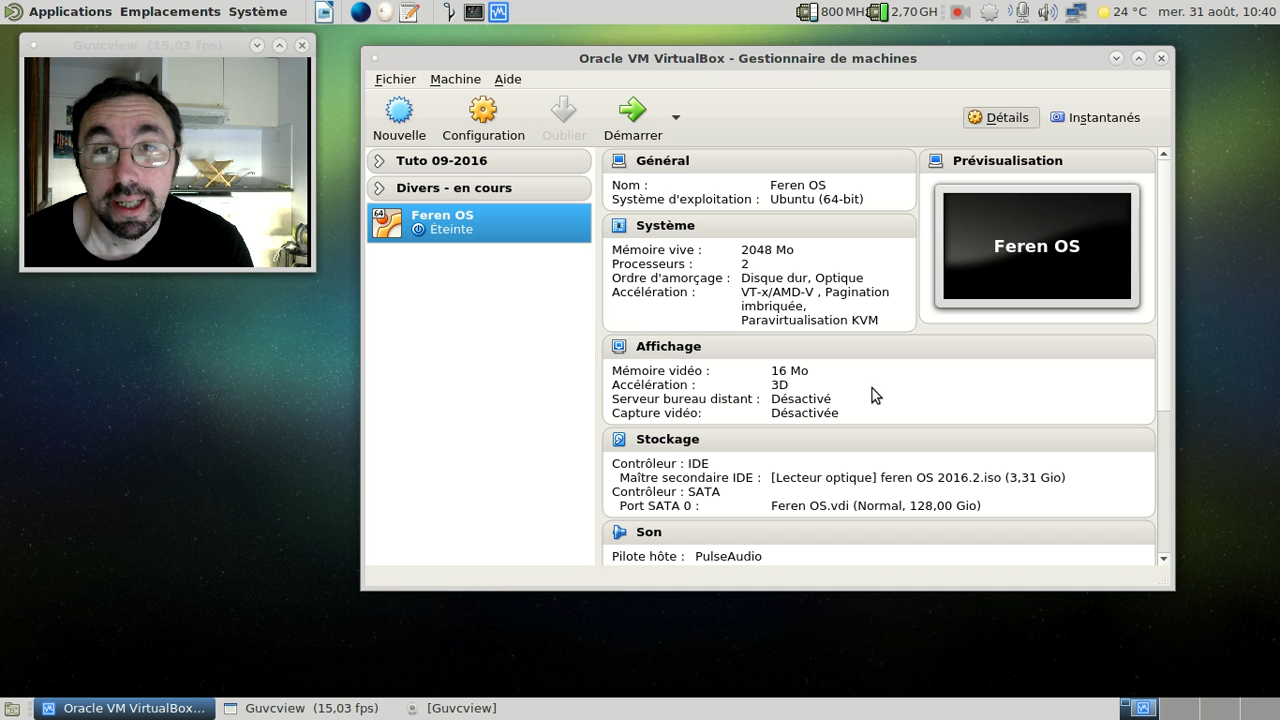 Applications Emplacements Système
800 MH
2,70 GH
24 °C
mer. 31 août, 10:40
Guvcview (15,03 fps)
Oracle VM VirtualBox - Gestionnaire de machines
Fichier Machine Aide
Nouvelle
Configuration
Oublier
Démarrer
Détails
Instantanés
Tuto 09-2016
Divers - en cours
64
Feren OS
Éteinte
Général
Nom : Feren OS
Système d'exploitation : Ubuntu (64-bit)
Système
Mémoire vive : 2048 Mo
Processeurs : 2
Ordre d'amorçage : Disque dur, Optique
Accélération : VT-x/AMD-V , Pagination
imbriquée,
Paravirtualisation KVM
Prévisualisation
Feren OS
Affichage
Mémoire vidéo : 16 Mo
Accélération : 3D
Serveur bureau distant : Désactivé
Capture vidéo: Désactivée
Stockage
Contrôleur : IDE
Maître secondaire IDE : [Lecteur optique] feren OS 2016.2.iso (3,31 Gio)
Contrôleur : SATA
Port SATA 0 : Feren OS.vdi (Normal, 128,00 Gio)
Son
Pilote hôte : PulseAudio
Oracle VM VirtualBox...
Guvcview (15,03 fps)
[Guvcview]